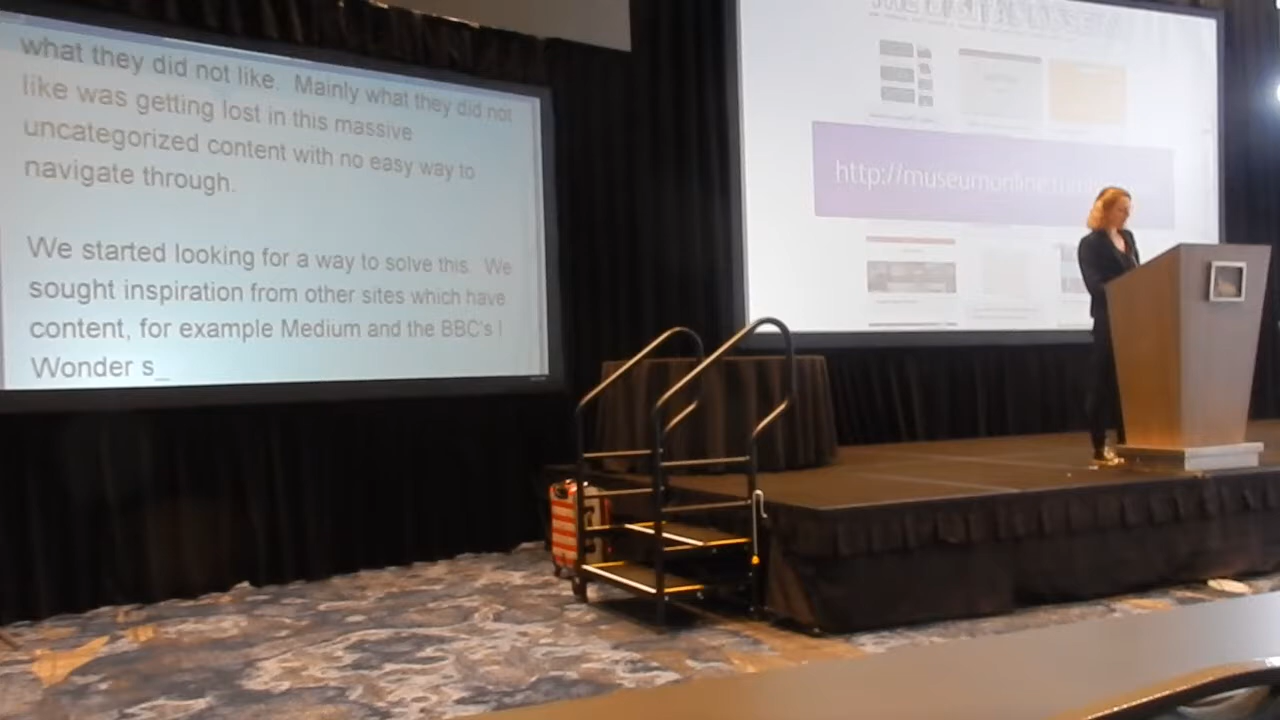 what they did not like. Mainly what they did not
like was getting lost in this massive
uncategorized content with no easy way to
navigate through.
We started looking for a way to solve this. We
sought inspiration from other sites which have
content, for example Medium and the BBC's I
Wonder s_
http://museumonline.